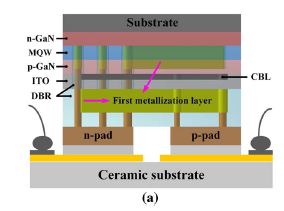 Substrate
n-GaN
MQW
p-GaN
ITO
DBR
CBL
First metallization layer
n-pad
p-pad
Ceramic substrate
(a)